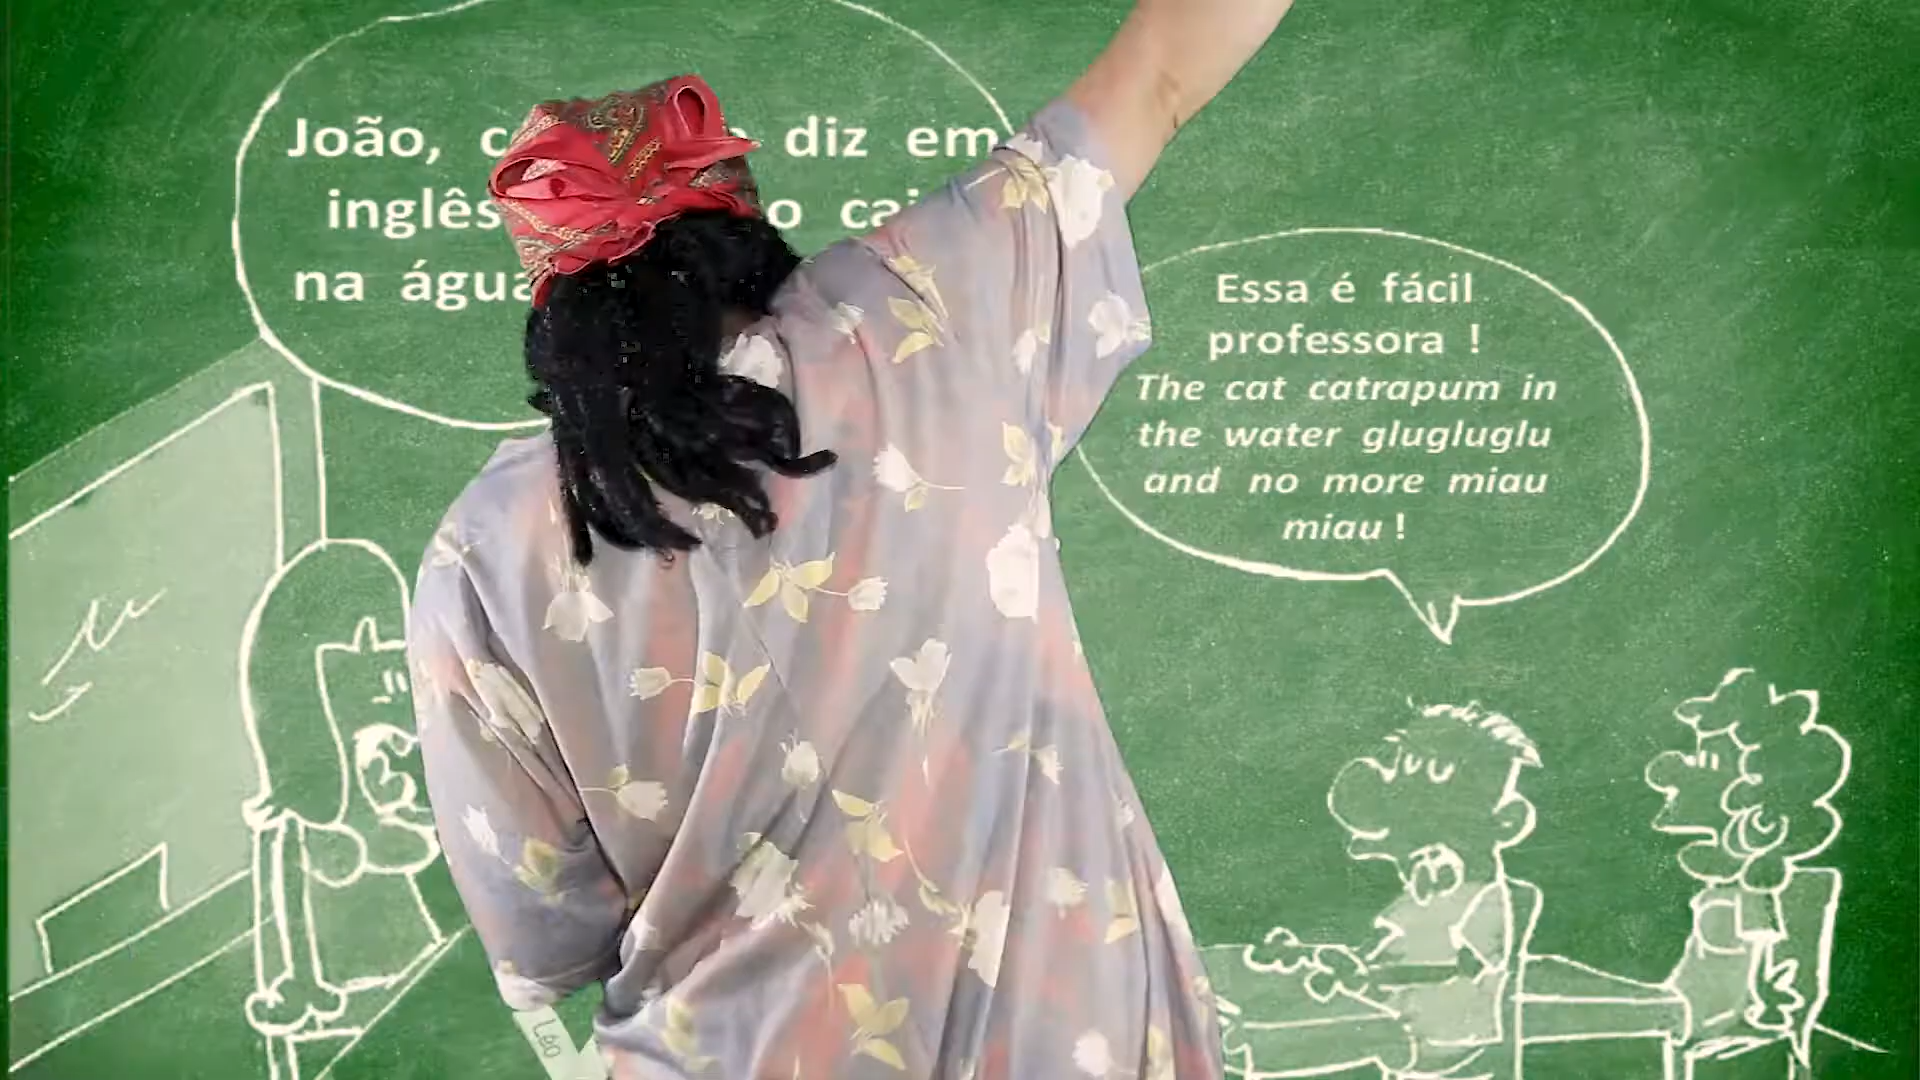 João, diz em
inglês
na água
Essa é fácil
professora !
The cat catrapum in
the water glugluglu
and no more miau
miau !
Leo